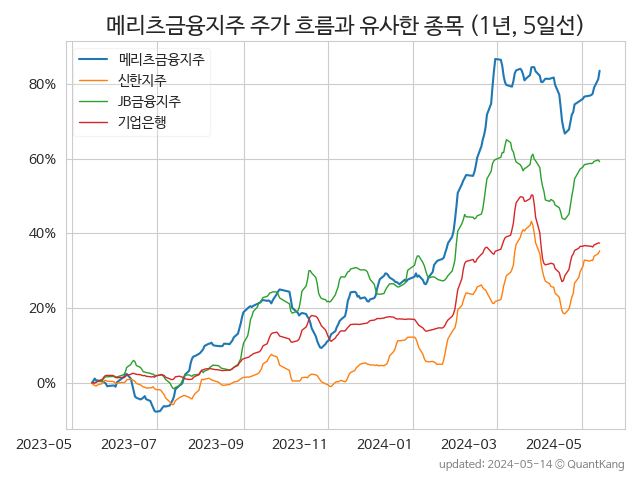 메리츠금융지주 주가 흐름과 유사한 종목 (1년, 5일선)
메리츠금융지주
신한지주
JB금융지주
기업은행
80%
60%
40%
20%
0%
2023-05 2023-07 2023-09 2023-11 2024-01 2024-03 2024-05
updated: 2024-05-14 © QuantKang